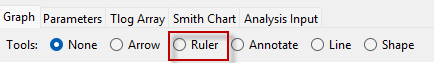 Graph Parameters Tlog Array Smith Chart Analysis Input
Tools: None Arrow Ruler Annotate Line Shape